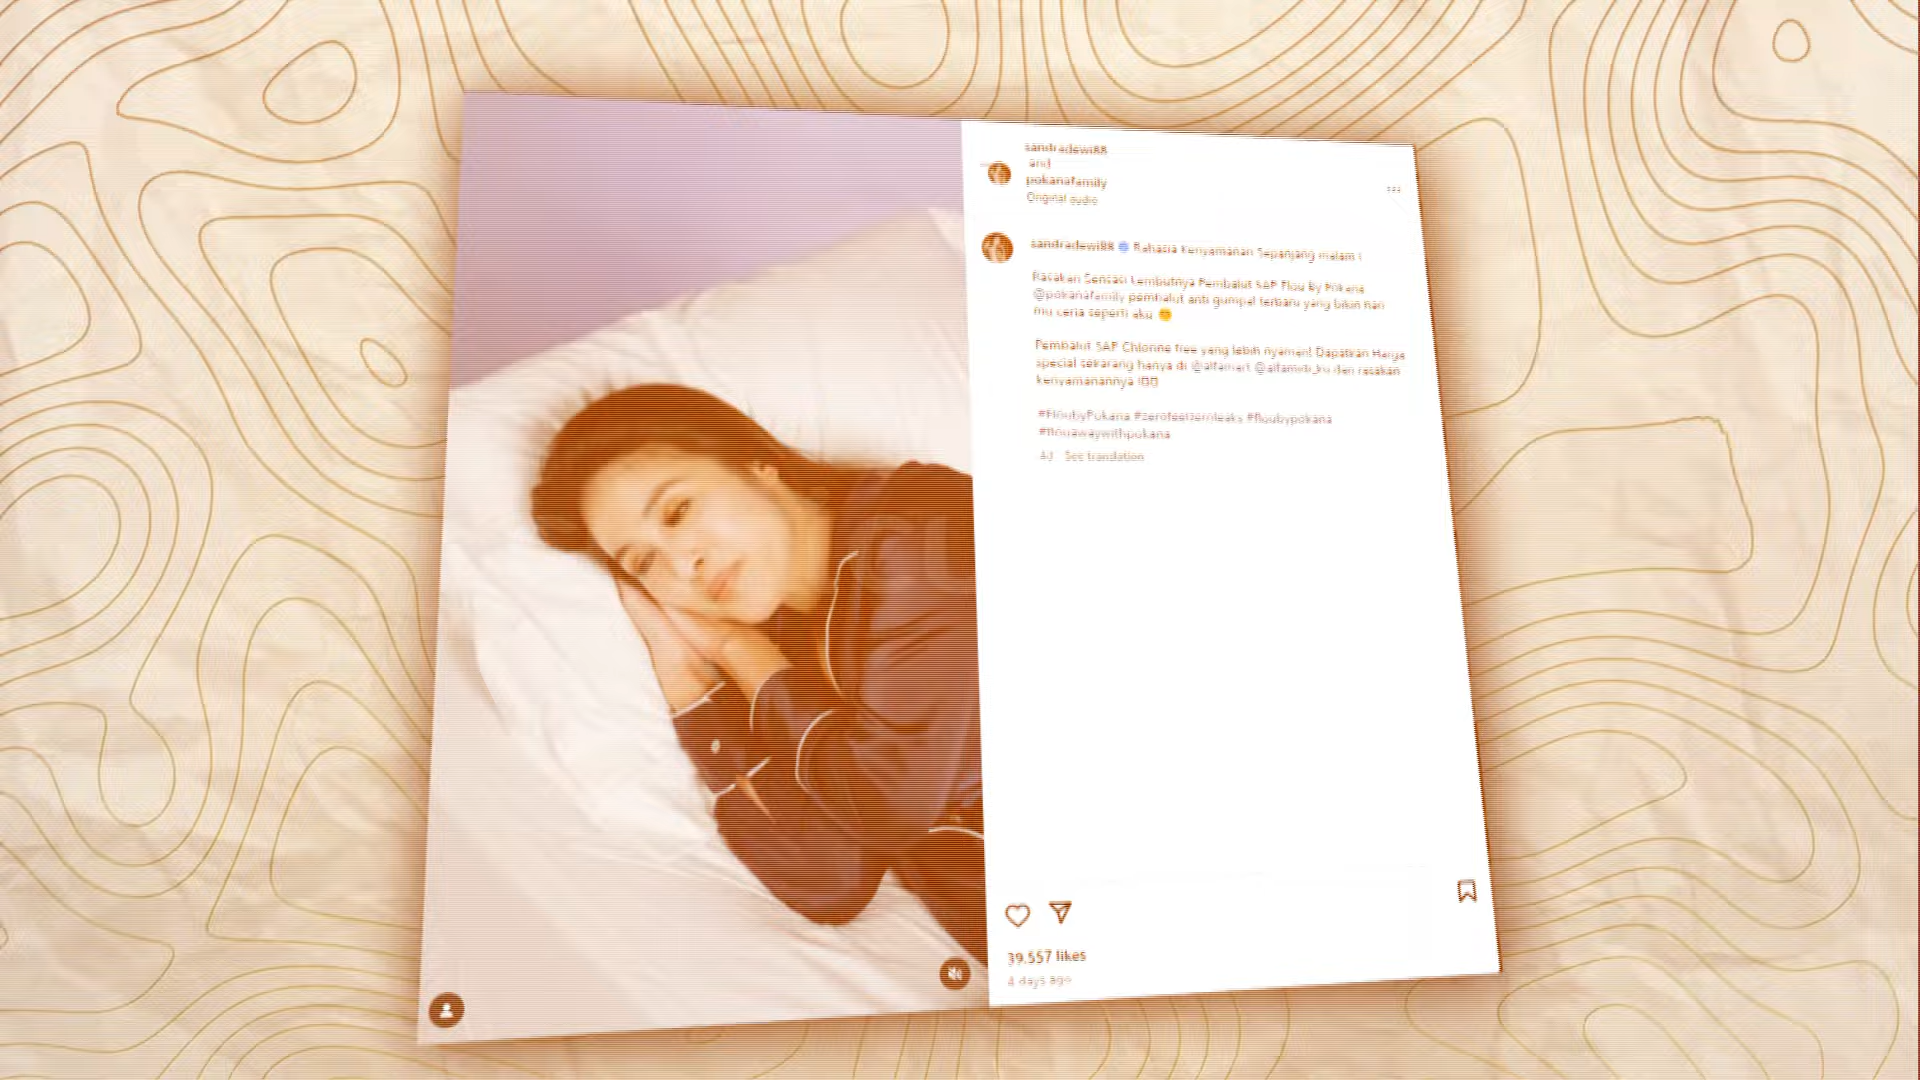 sandradewi88
and
pokanafamily
Original audio
sandradewi88 Rahasia Kenyamanan Sepanjang malam !
Rasakan Sensasi Lembutnya Pembalut SAP Flou by Pokana
@pokanafamily pembalut anti gumpal terbaru yang bikin hari
mu ceria seperti aku 😊
Pembalut SAP Chlorine free yang lebih nyaman! Dapatkan Harga
special sekarang hanya di @alfamart @alfamidi_ku dan rasakan
kenyamanannya !
#FloubyPokana #zerofeelzeroleaks #floubypokana
#flouawaywithpokana
4d See translation
39.557 likes
4 days ago